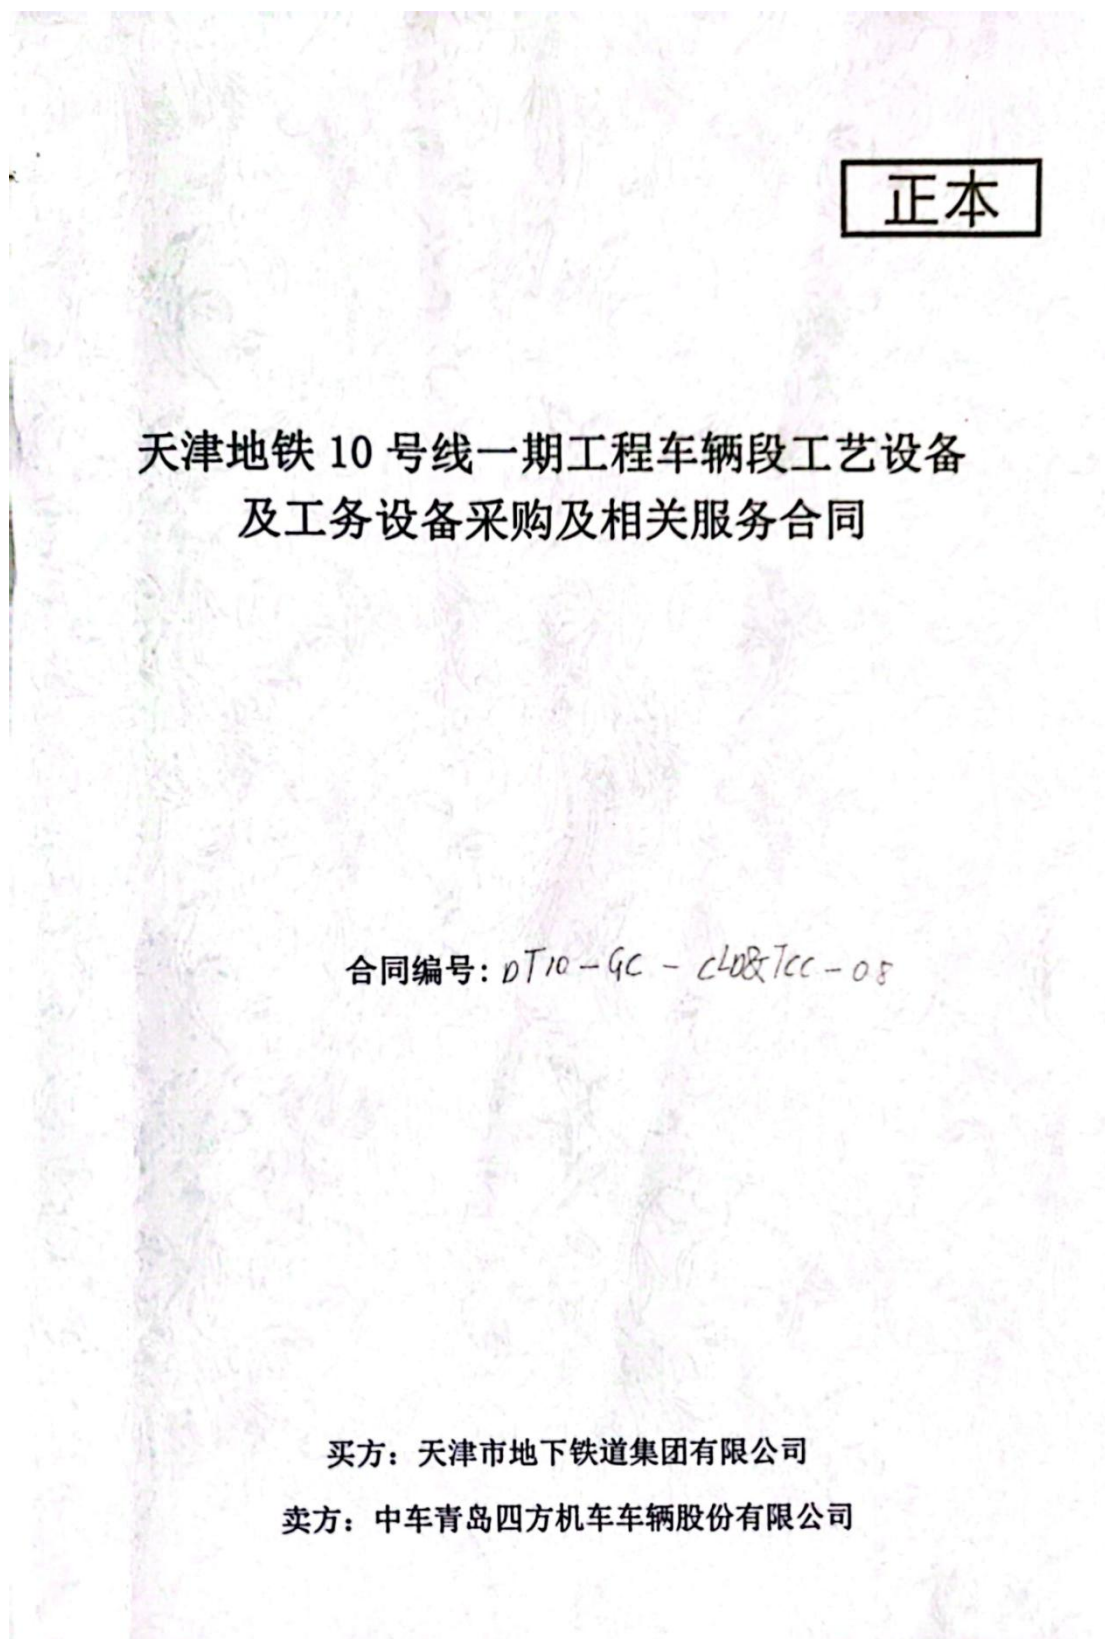 正本
天津地铁 10 号线一期工程车辆段工艺设备
及工务设备采购及相关服务合同
合同编号: DT10-GC-CLD&TCC-08
买方: 天津市地下铁道集团有限公司
卖方: 中车青岛四方机车车辆股份有限公司